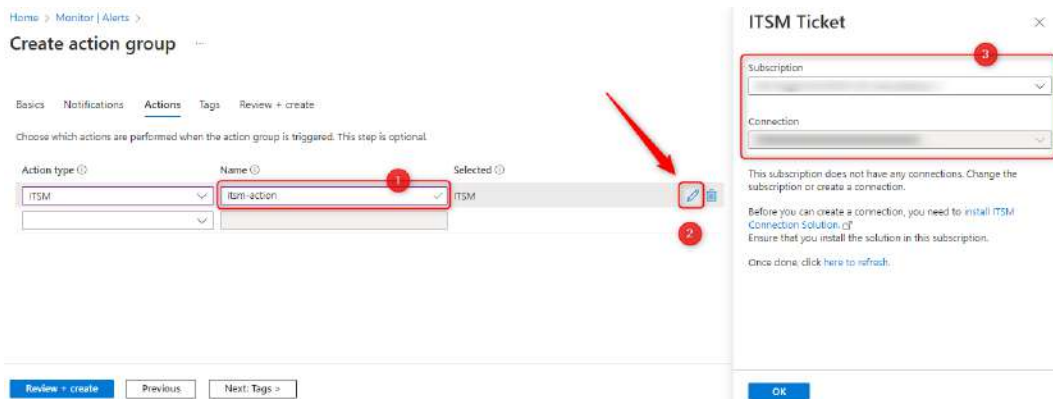 Home > Monitor | Alerts >
Create action group ...
Basics Notifications Actions Tags Review + create
Choose which actions are performed when the action group is triggered. This step is optional.
Action type Name Selected
ITSM itsm-action ITSM
1
2
Review + create Previous Next: Tags >
ITSM Ticket
3
Subscription
Connection
This subscription does not have any connections. Change the
subscription or create a connection.
Before you can create a connection, you need to install ITSM
Connection Solution.
Ensure that you install the solution in this subscription.
Once done, click here to refresh.
OK